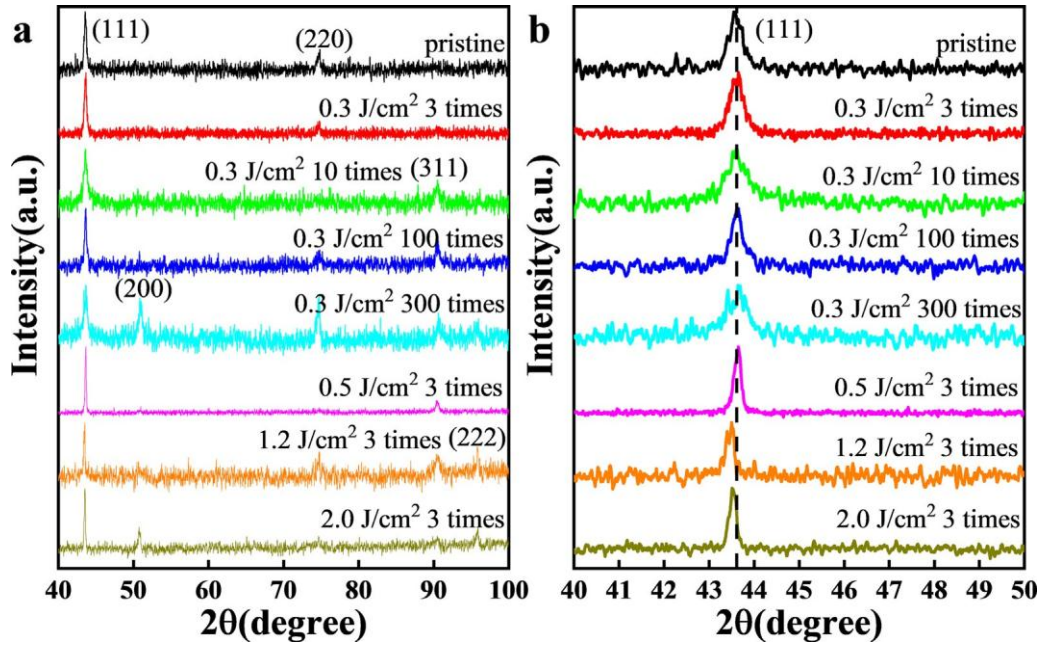 a
(111)
(220)
pristine
0.3 J/cm² 3 times
0.3 J/cm² 10 times (311)
0.3 J/cm² 100 times
(200)
0.3 J/cm² 300 times
0.5 J/cm² 3 times
1.2 J/cm² 3 times (222)
2.0 J/cm² 3 times
Intensity(a.u.)
40 50 60 70 80 90 100
2θ(degree)
b
(111)
pristine
0.3 J/cm² 3 times
0.3 J/cm² 10 times
0.3 J/cm² 100 times
0.3 J/cm² 300 times
0.5 J/cm² 3 times
1.2 J/cm² 3 times
2.0 J/cm² 3 times
Intensity(a.u.)
40 41 42 43 44 45 46 47 48 49 50
2θ(degree)